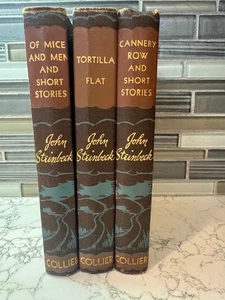 OF MICE
AND MEN
AND
SHORT
STORIES
John
Steinbeck
COLLIER
TORTILLA
FLAT
John
Steinbeck
COLLIER
CANNERY
ROW AND
SHORT
STORIES
John
Steinbeck
COLLIER